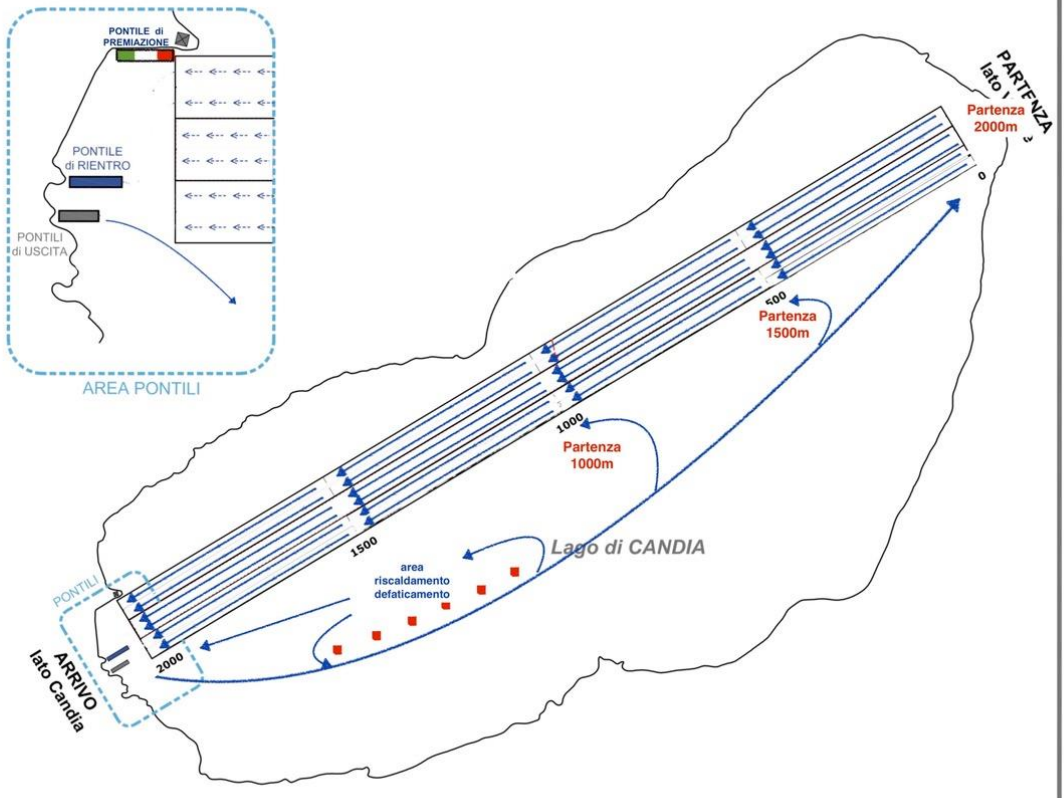 PONTILE di
PREMIAZIONE
PONTILE
di RIENTRO
PONTILI
di USCITA
AREA PONTILI
PARTENZA
lato
Partenza
2000m
0
500
Partenza
1500m
1000
Partenza
1000m
1500
Lago di CANDIA
area
riscaldamento
defaticamento
PONTILI
2000
ARRIVO
lato Candia